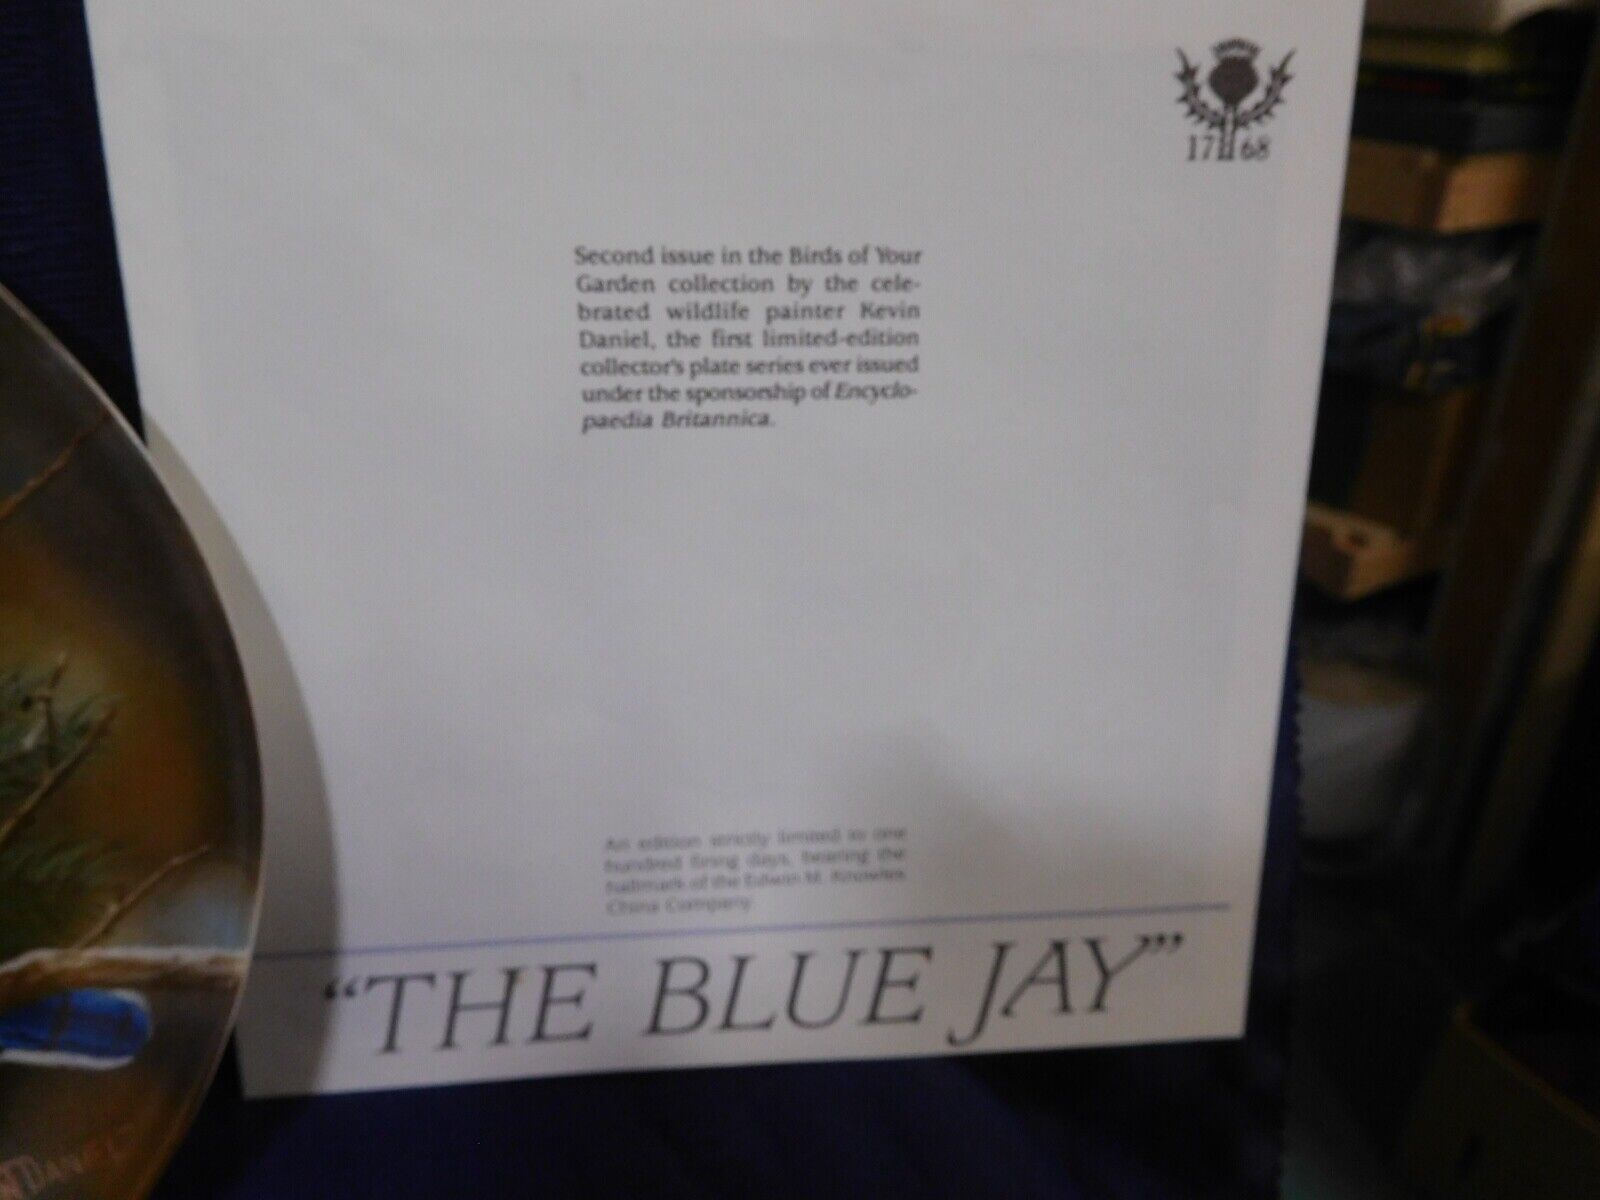 17 68
Second issue in the Birds of Your
Garden collection by the cele-
brated wildlife painter Kevin
Daniel, the first limited-edition
collector's plate series ever issued
under the sponsorship of Encyclo-
paedia Britannica.
An edition strictly limited to one
hundred firing days, bearing the
hallmark of the Edwin M. Knowles
China Company
“THE BLUE JAY”
DANIEL